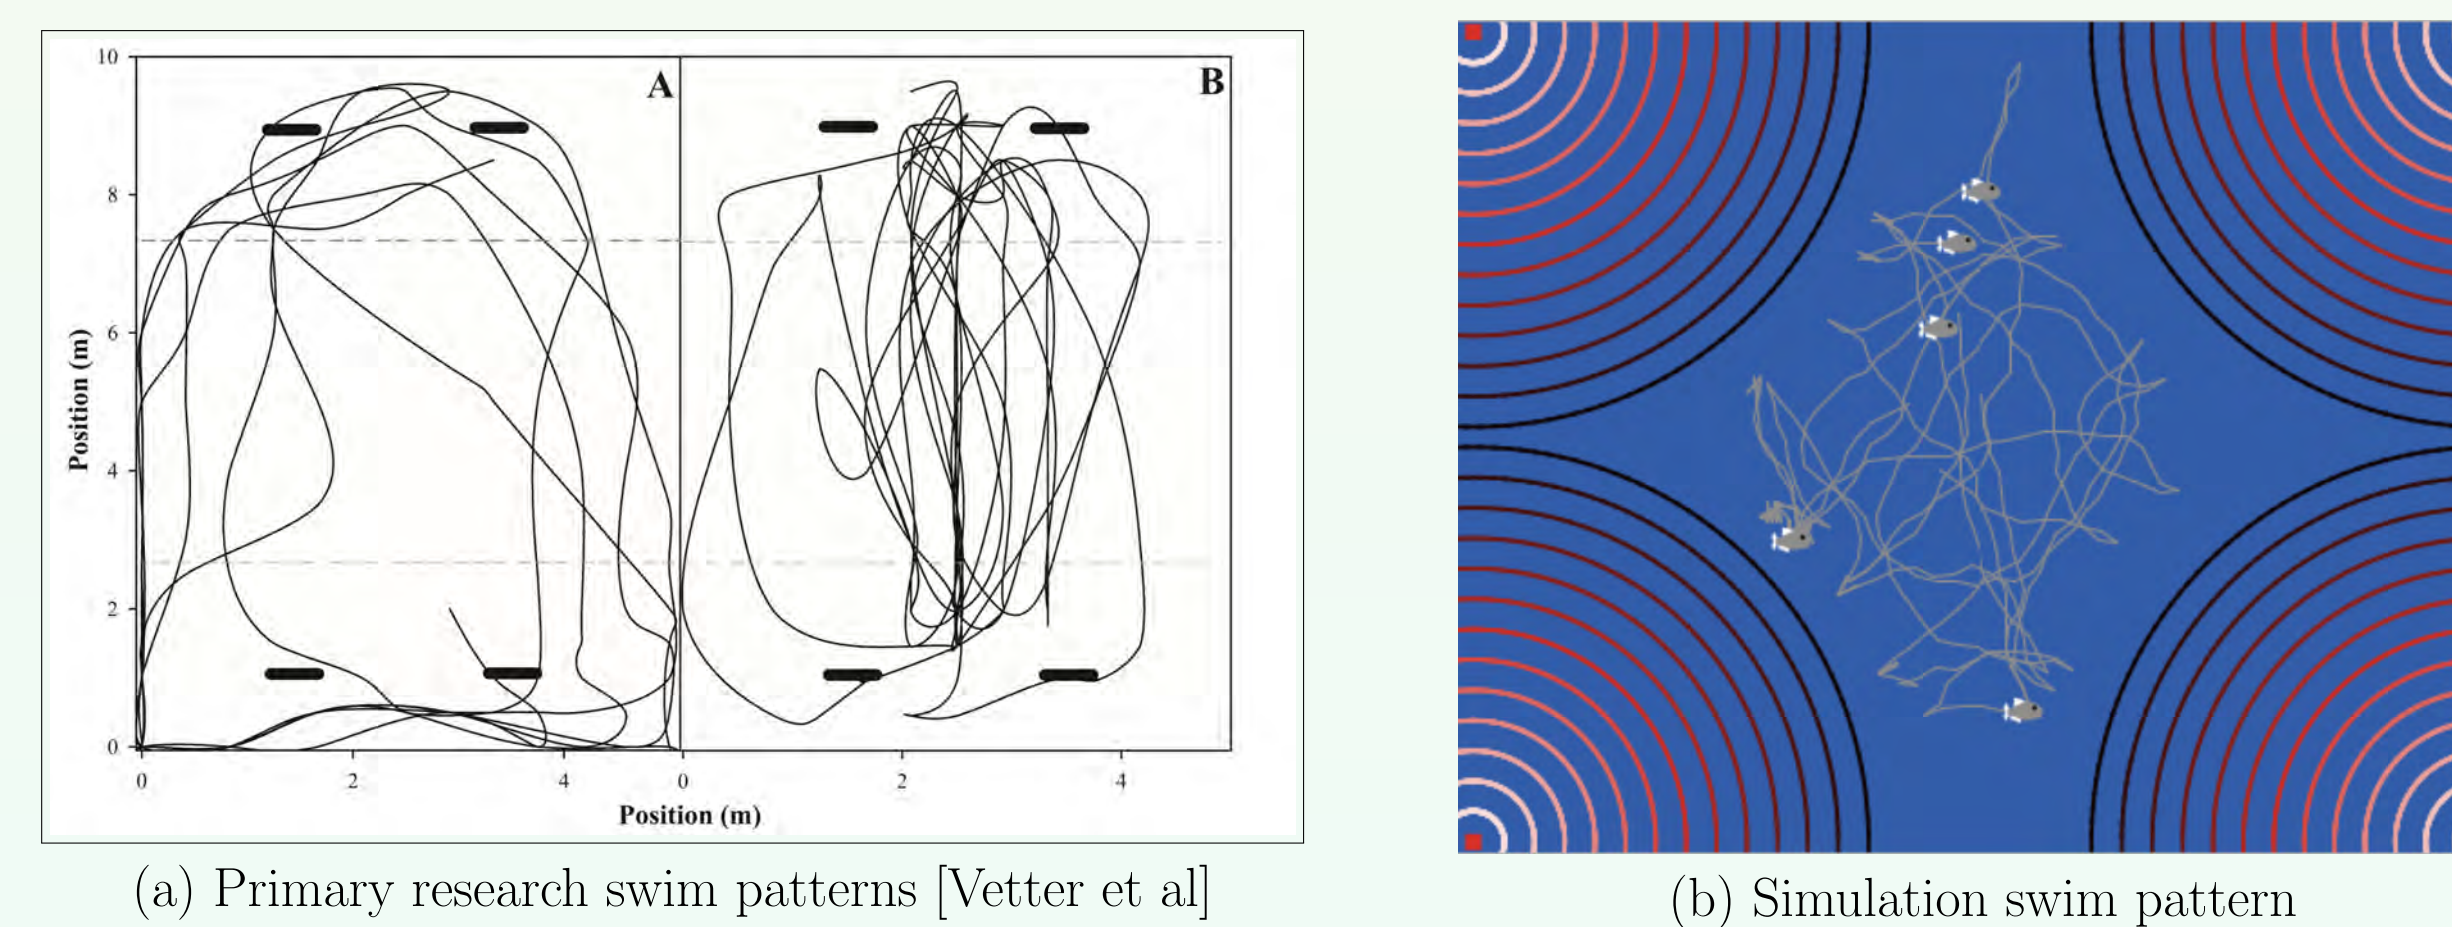 10
A
B
8
6
4
2
0
Position (m)
0
2
4
0
2
4
Position (m)
(a) Primary research swim patterns [Vetter et al]
(b) Simulation swim pattern